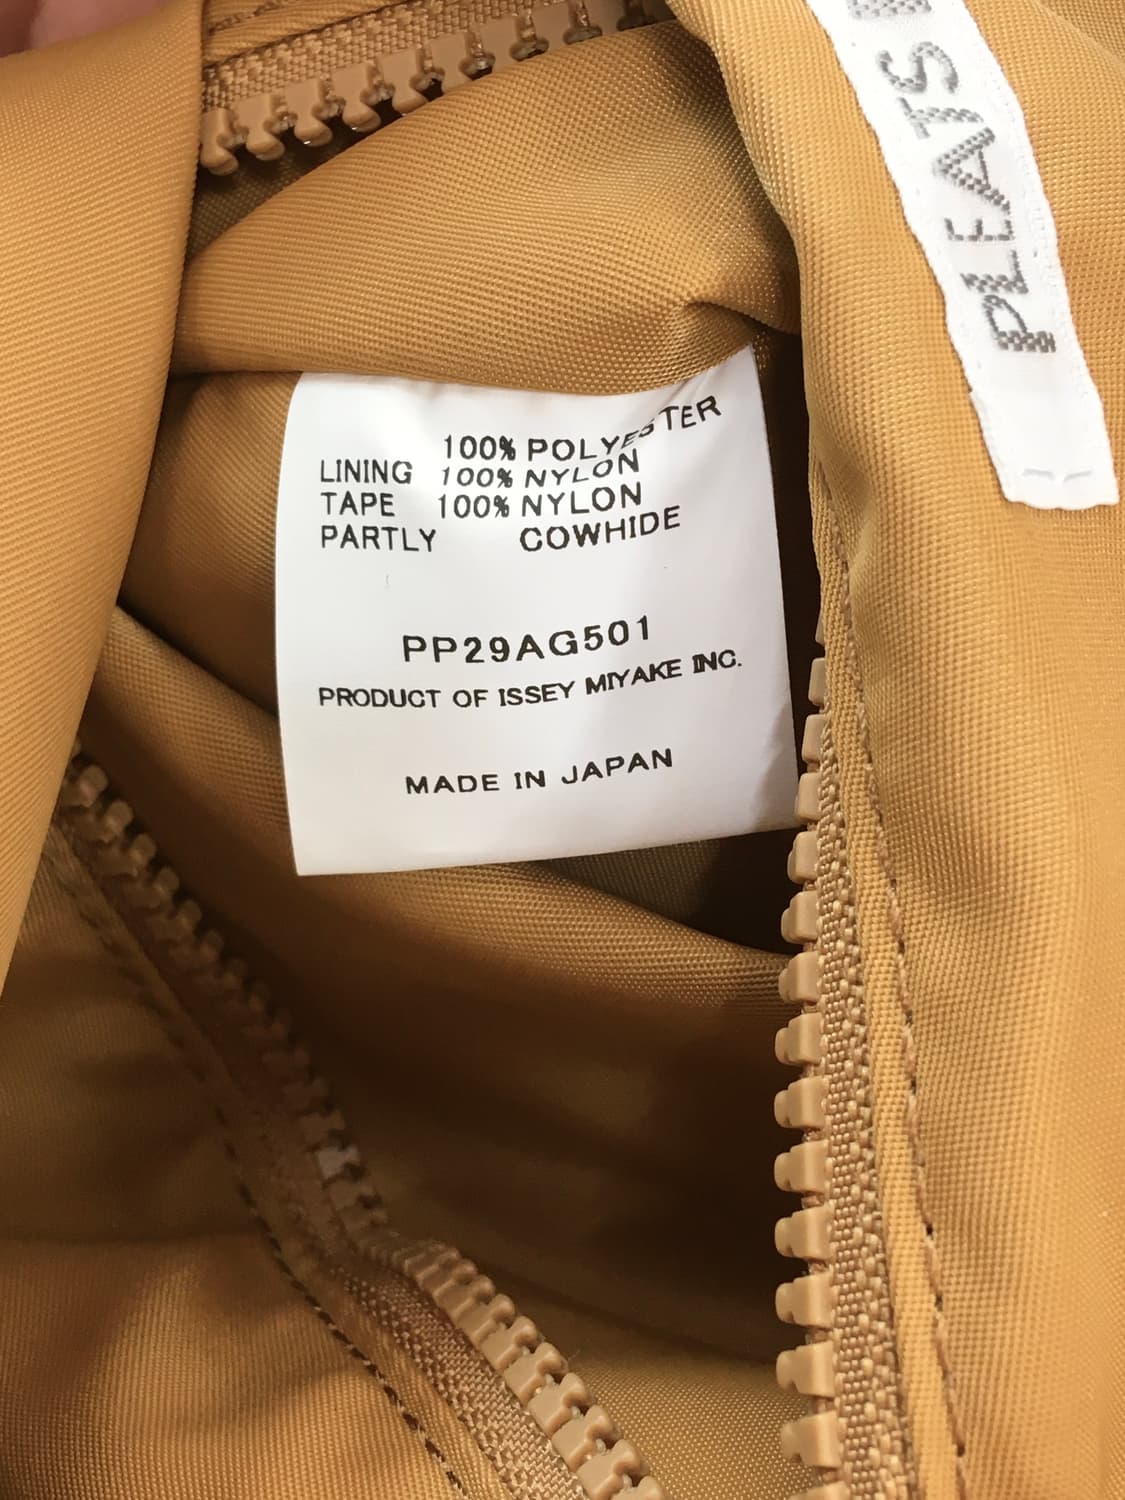 PLEATS
100% POLYESTER
LINING 100% NYLON
TAPE 100% NYLON
PARTLY COWHIDE
PP29AG501
PRODUCT OF ISSEY MIYAKE INC.
MADE IN JAPAN